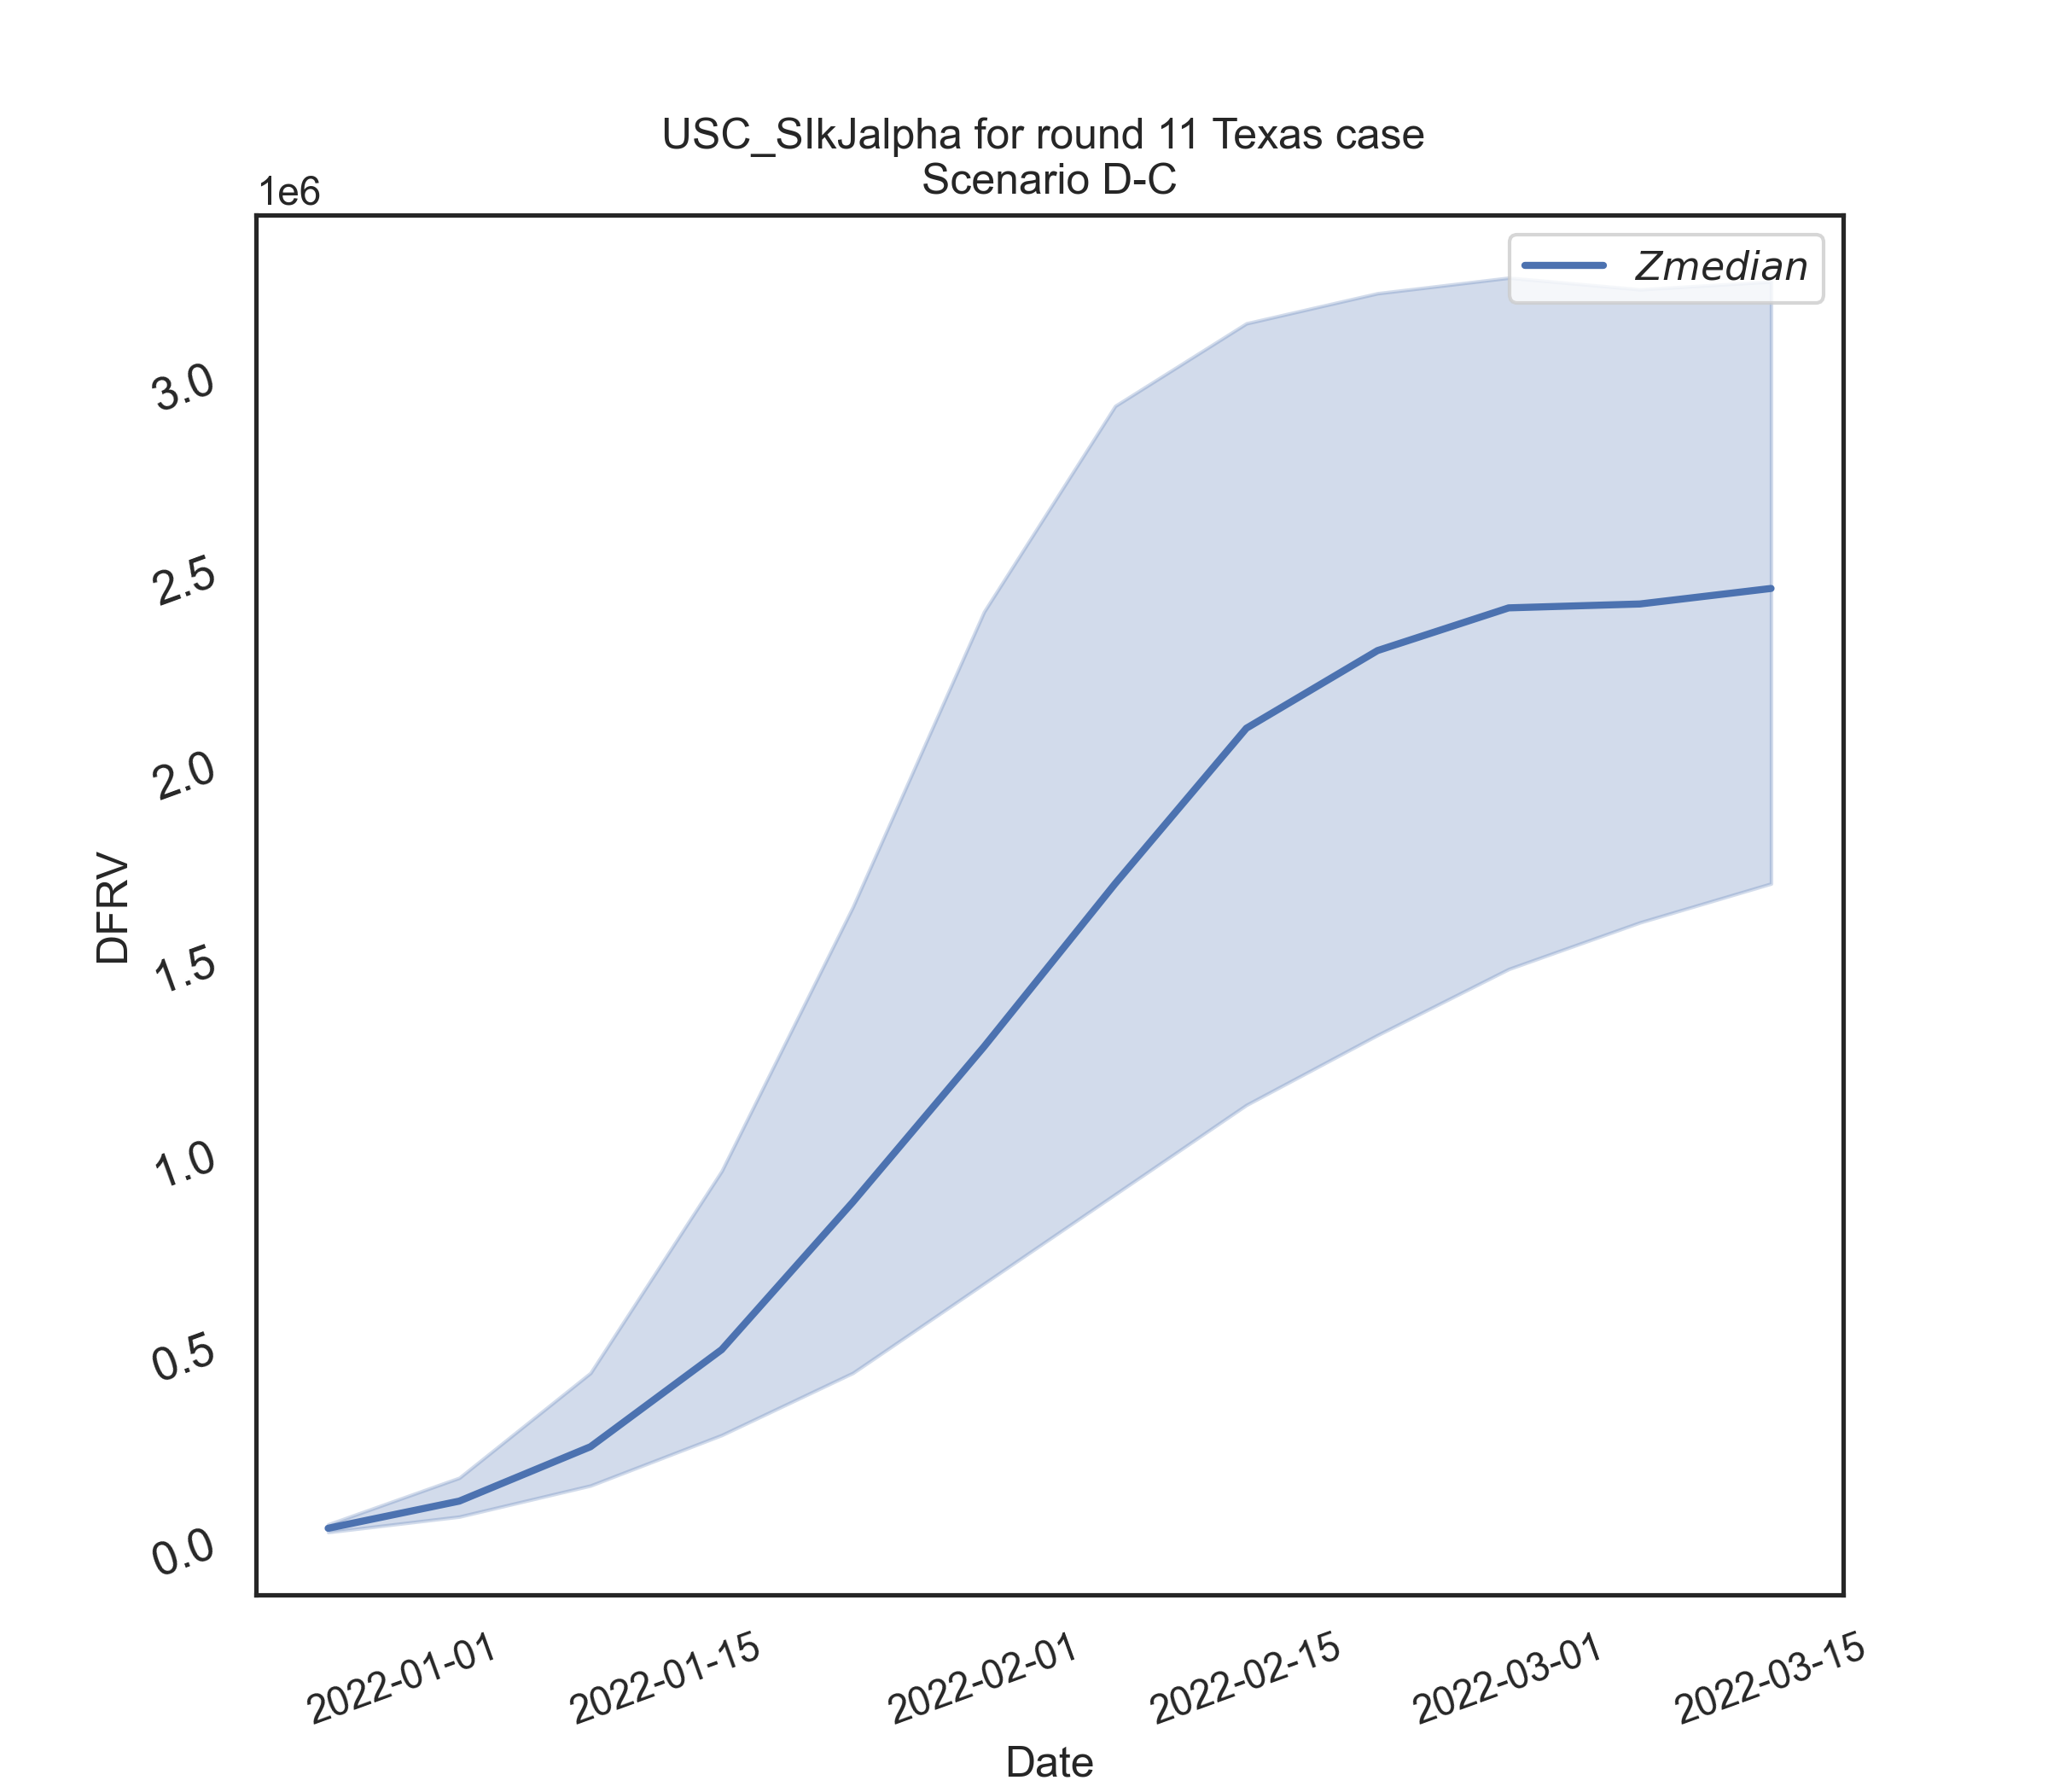 USC_SIkJalpha for round 11 Texas case
Scenario D-C
1e6
Zmedian
3.0
2.5
2.0
1.5
1.0
0.5
0.0
DFRV
2022-01-01
2022-01-15
2022-02-01
2022-02-15
2022-03-01
2022-03-15
Date